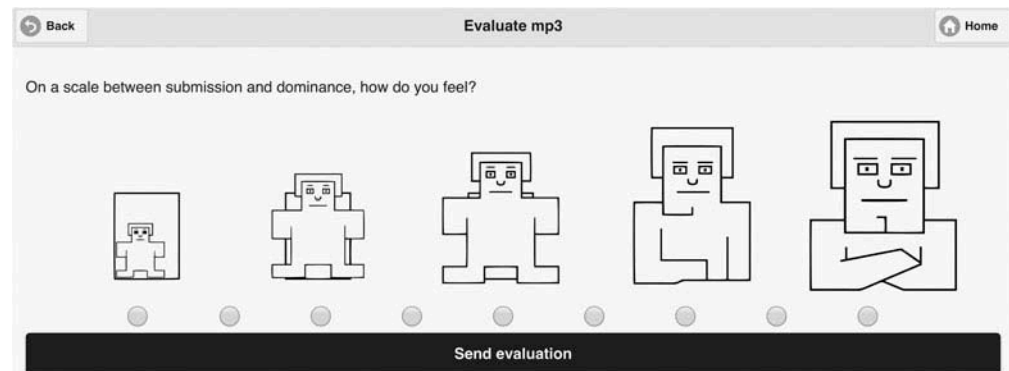 Back
Evaluate mp3
Home
On a scale between submission and dominance, how do you feel?
Send evaluation